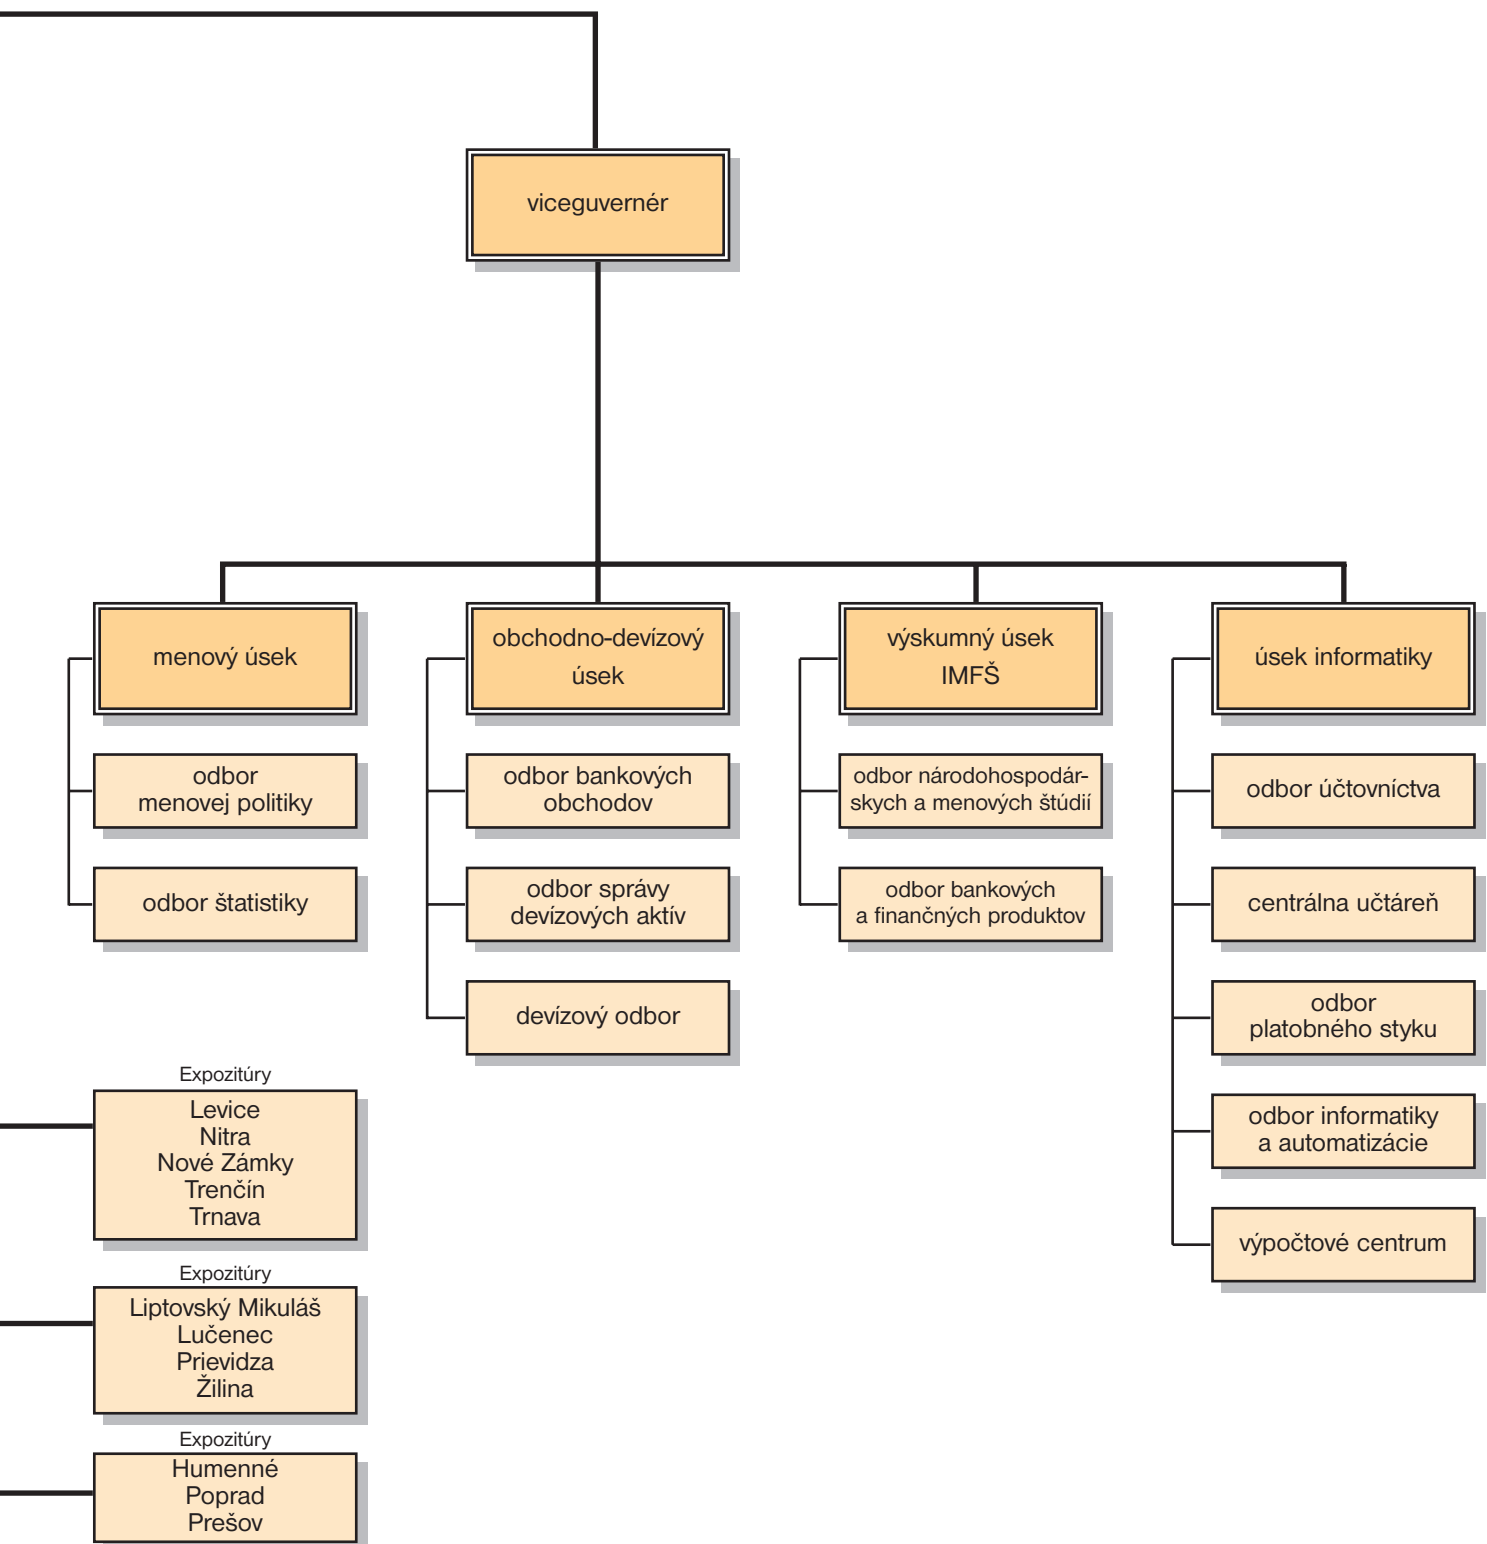 viceguvernér
menový úsek
odbor
menovej politiky
odbor štatistiky
obchodno-devízový
úsek
odbor bankových
obchodov
odbor správy
devízových aktív
devízový odbor
výskumný úsek
IMFŠ
odbor národohospodár-
skych a menových štúdií
odbor bankových
a finančných produktov
úsek informatiky
odbor účtovníctva
centrálna učtáreň
odbor
platobného styku
odbor informatiky
a automatizácie
výpočtové centrum
Expozitúry
Levice
Nitra
Nové Zámky
Trenčín
Trnava
Expozitúry
Liptovský Mikuláš
Lučenec
Prievidza
Žilina
Expozitúry
Humenné
Poprad
Prešov